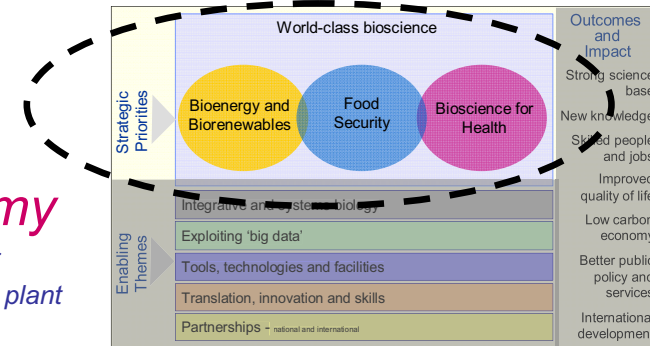 World-class bioscience
Strategic
Priorities
Bioenergy and
Biorenewables
Food
Security
Bioscience for
Health
Enabling
Themes
Integrative and systems biology
Exploiting ‘big data’
Tools, technologies and facilities
Translation, innovation and skills
Partnerships - national and international
Outcomes
and
Impact
Strong science
base
New knowledge
Skilled people
and jobs
Improved
quality of life
Low carbon
economy
Better public
policy and
services
Internationa
developmen
my
plant